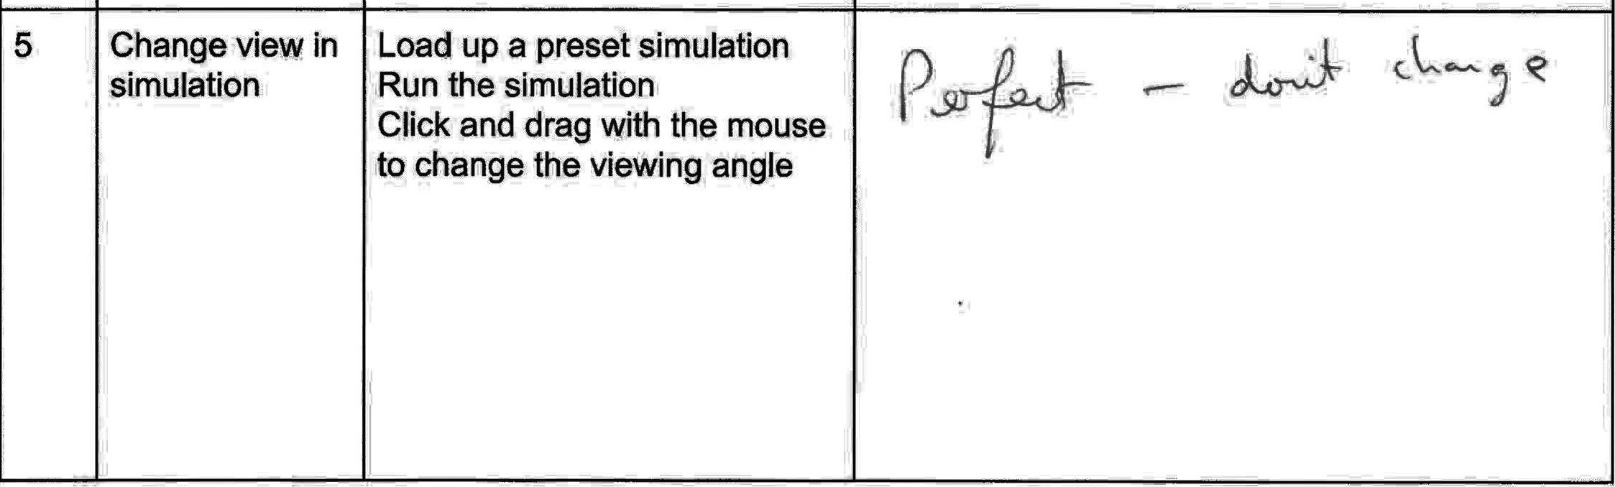 5
Change view in
simulation
Load up a preset simulation
Run the simulation
Click and drag with the mouse
to change the viewing angle
Perfect - don't change